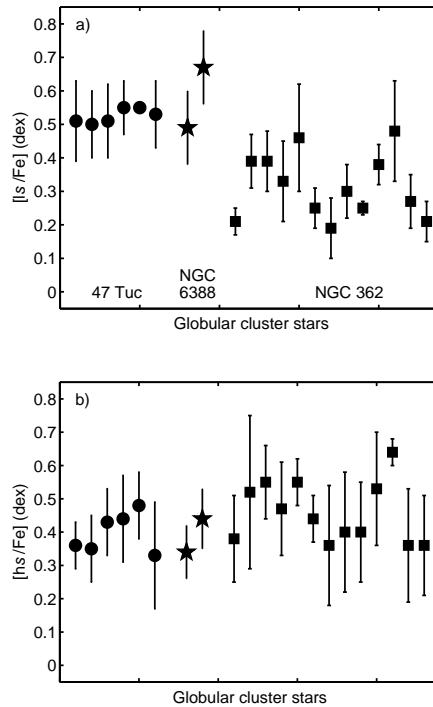 a)
0.8
0.7
0.6
0.5
0.4
0.3
0.2
0.1
0
[ls/Fe] (dex)
NGC
47 Tuc 6388 NGC 362
Globular cluster stars
b)
0.8
0.7
0.6
0.5
0.4
0.3
0.2
0.1
0
[hs/Fe] (dex)
Globular cluster stars